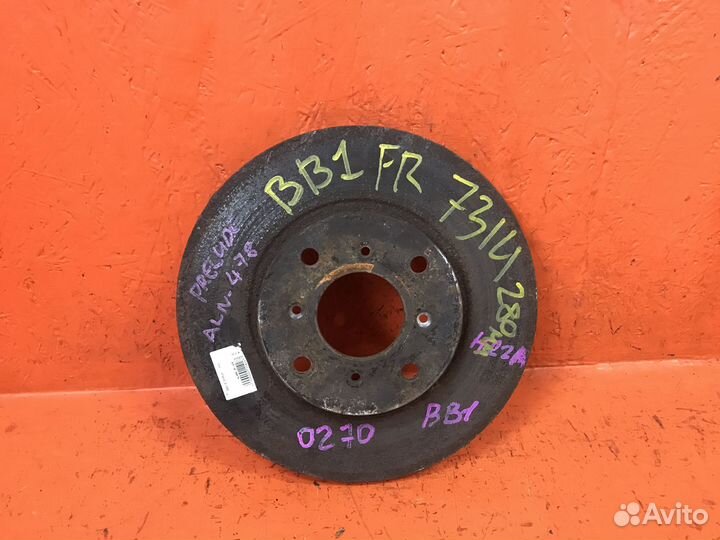 BB1 FR 7314 280
PRELUDE
ALN-478
H22A
0270 BB1
Avito